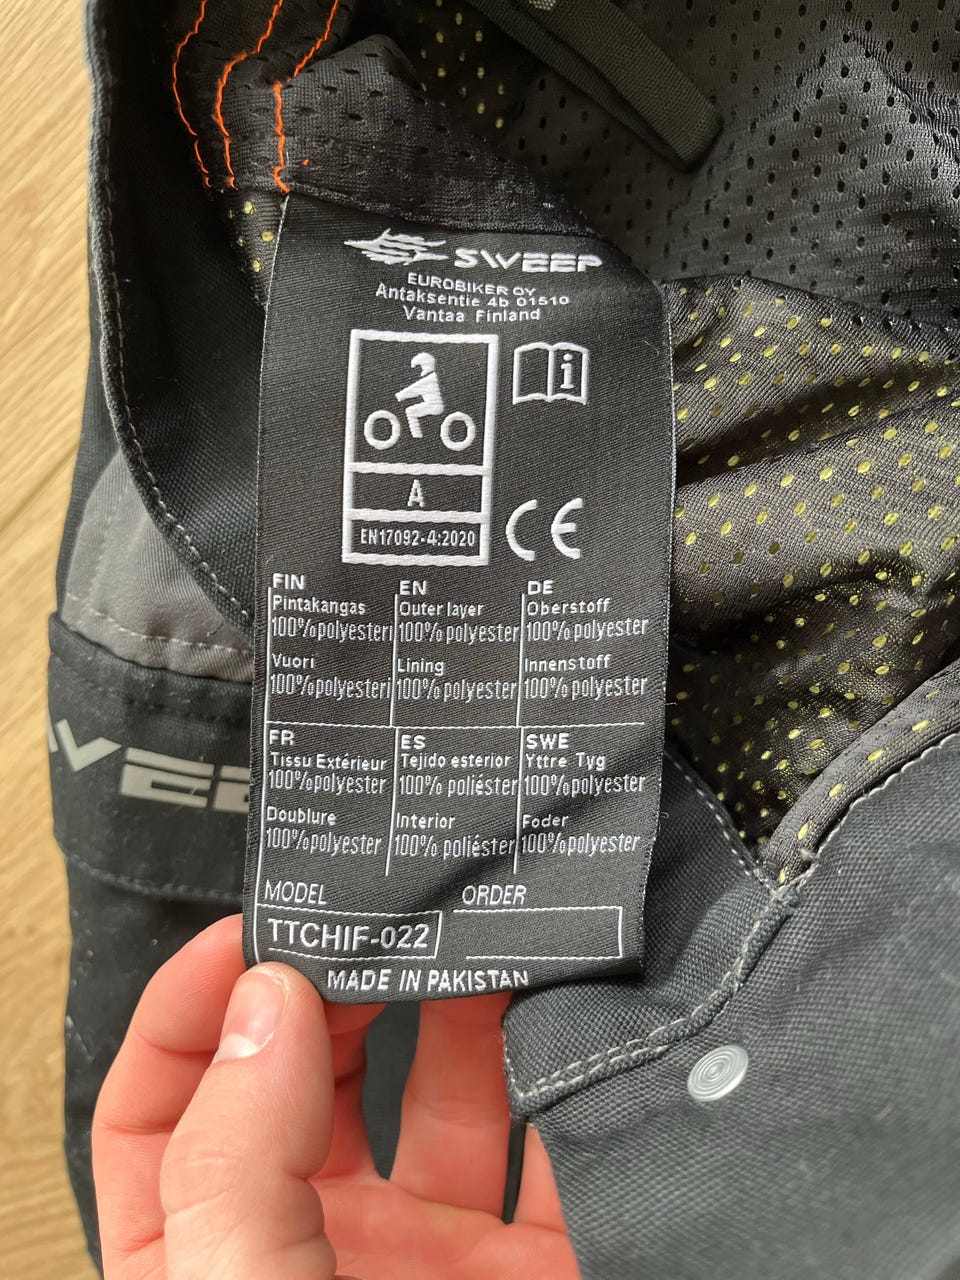 SWEEP
EUROBIKER OY
Antaksentie 4b 01510
Vantaa Finland
i
A
CE
EN17092-4:2020
FIN
Pintakangas
100%polyesteri
Vuori
100%polyesteri
EN
Outer layer
100% polyester
Lining
100% polyester
DE
Oberstoff
100% polyester
Innenstoff
100% polyester
FR
Tissu Extérieur
100%polyester
Doublure
100%polyester
ES
Tejido esterior
100% poliéster
Interior
100% poliéster
SWE
Yttre Tyg
100% polyester
Foder
100%polyester
MODEL
TTCHIF-022
ORDER
MADE IN PAKISTAN